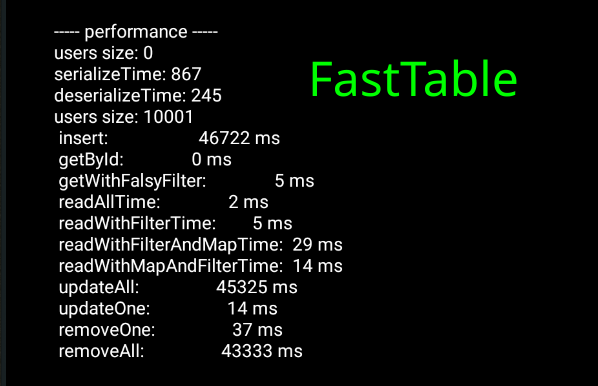 ----- performance -----
users size: 0
serializeTime: 867
FastTable
deserializeTime: 245
users size: 10001
insert: 46722 ms
getById: 0 ms
getWithFalsyFilter: 5 ms
readAllTime: 2 ms
readWithFilterTime: 5 ms
readWithFilterAndMapTime: 29 ms
readWithMapAndFilterTime: 14 ms
updateAll: 45325 ms
updateOne: 14 ms
removeOne: 37 ms
removeAll: 43333 ms